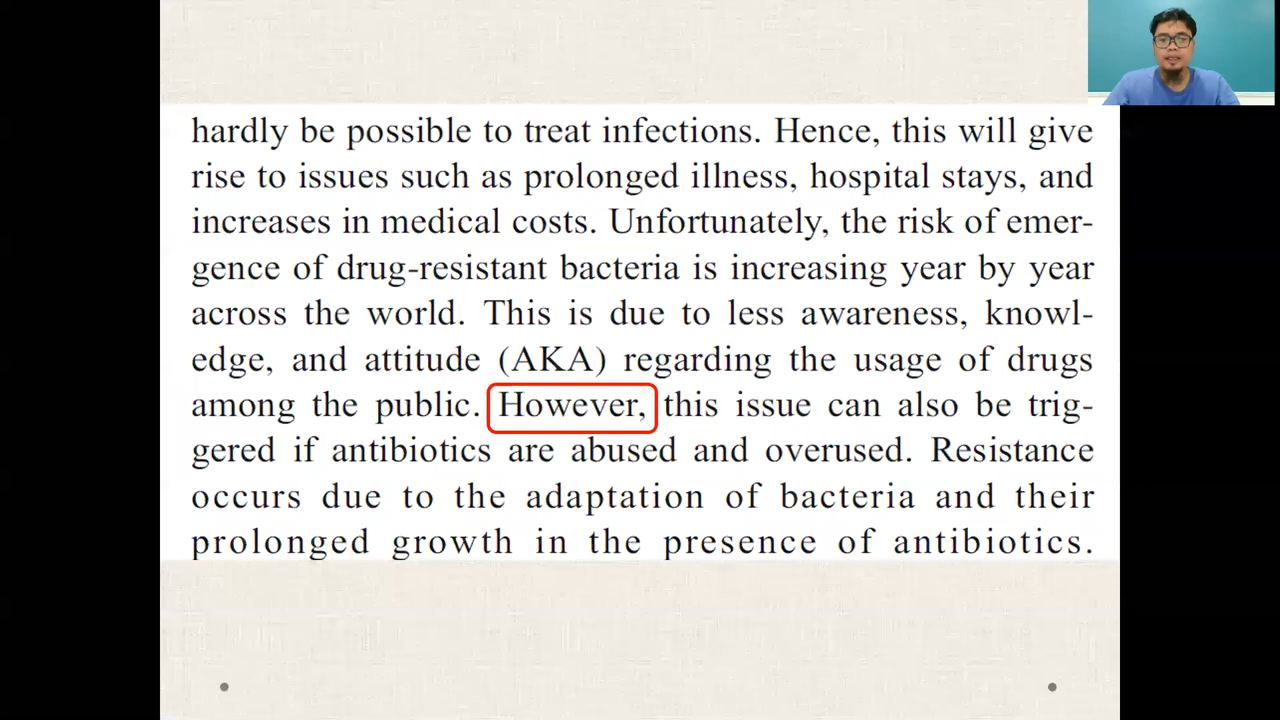 hardly be possible to treat infections. Hence, this will give
rise to issues such as prolonged illness, hospital stays, and
increases in medical costs. Unfortunately, the risk of emer-
gence of drug-resistant bacteria is increasing year by year
across the world. This is due to less awareness, knowl-
edge, and attitude (AKA) regarding the usage of drugs
among the public. However, this issue can also be trig-
gered if antibiotics are abused and overused. Resistance
occurs due to the adaptation of bacteria and their
prolonged growth in the presence of antibiotics.